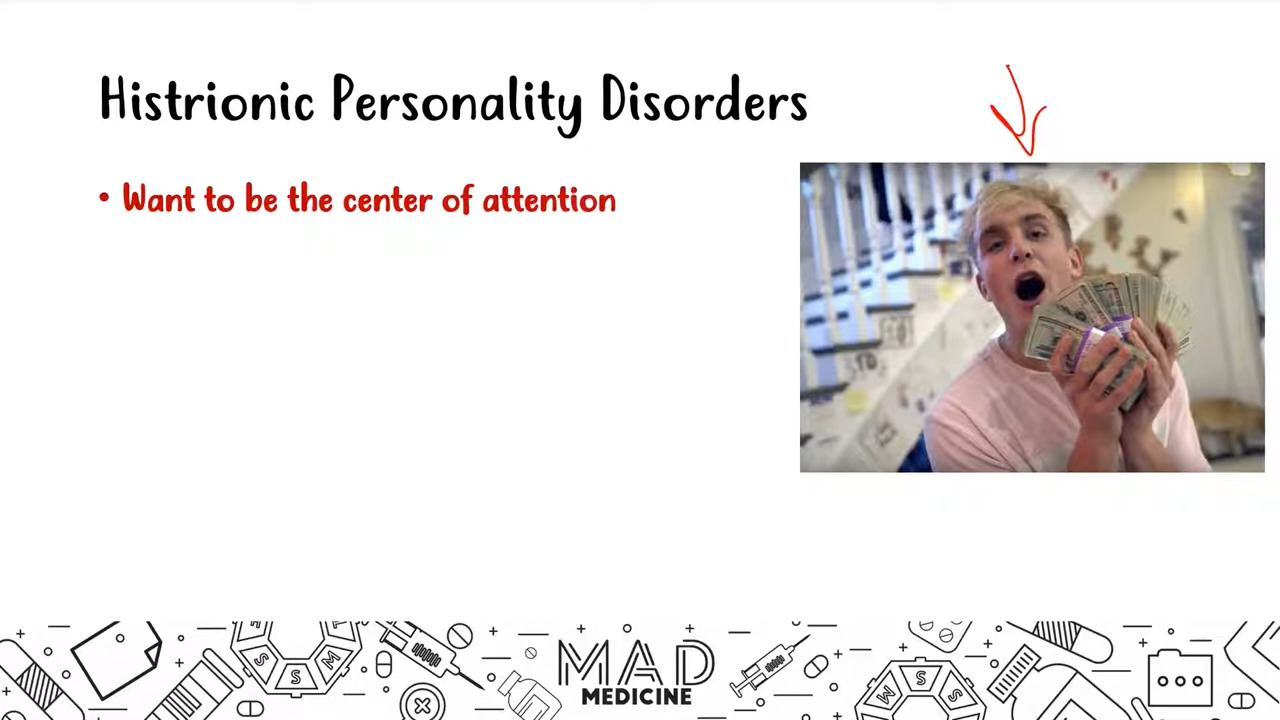 Histrionic Personality Disorders
• Want to be the center of attention
S S M
MAD
MEDICINE
M S S